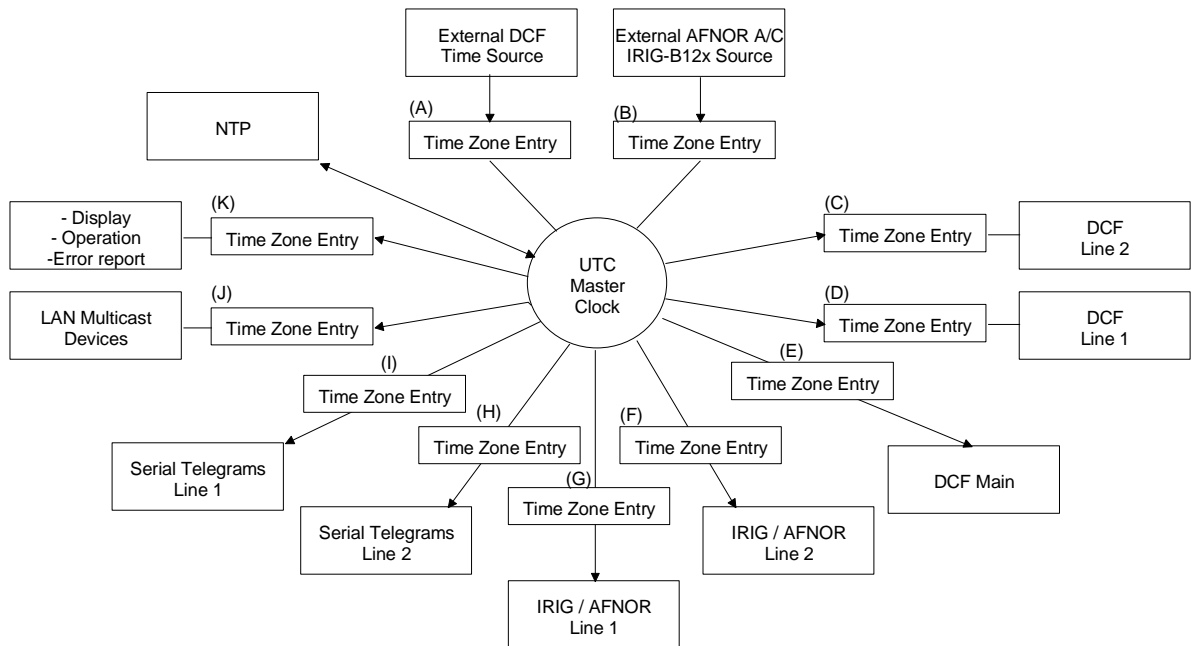 External DCF
Time Source
External AFNOR A/C
IRIG-B12x Source
(A)
Time Zone Entry
(B)
Time Zone Entry
NTP
(K)
Time Zone Entry
- Display
- Operation
-Error report
(C)
Time Zone Entry
DCF
Line 2
UTC
Master
Clock
(J)
Time Zone Entry
LAN Multicast
Devices
(D)
Time Zone Entry
DCF
Line 1
(I)
Time Zone Entry
(E)
Time Zone Entry
(H)
Time Zone Entry
(F)
Time Zone Entry
Serial Telegrams
Line 1
(G)
Time Zone Entry
DCF Main
Serial Telegrams
Line 2
IRIG / AFNOR
Line 2
IRIG / AFNOR
Line 1